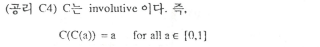 (공리 C4) C는 involutive 이다. 즉,
C(C(a)) = a for all a ∈ [0,1]